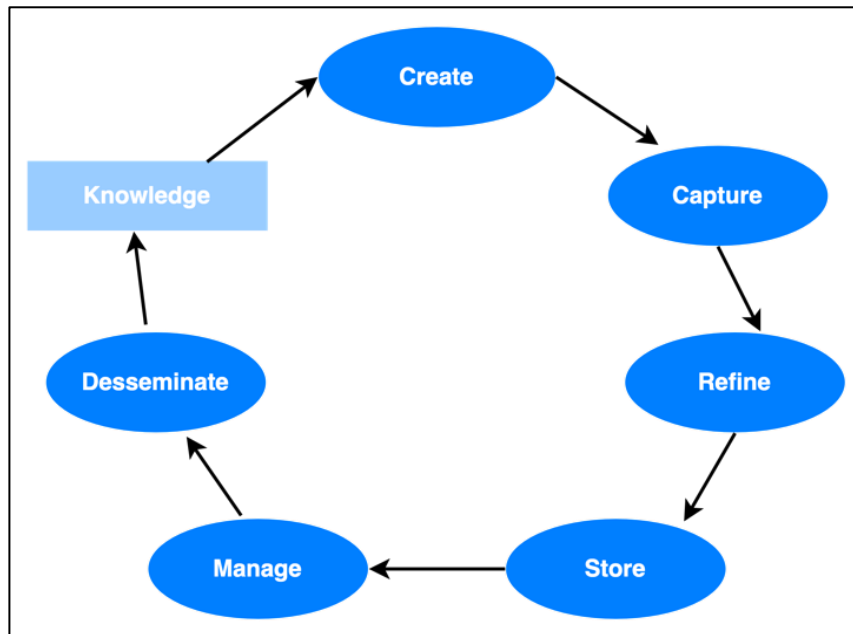 Create
Capture
Knowledge
Refine
Desseminate
Store
Manage